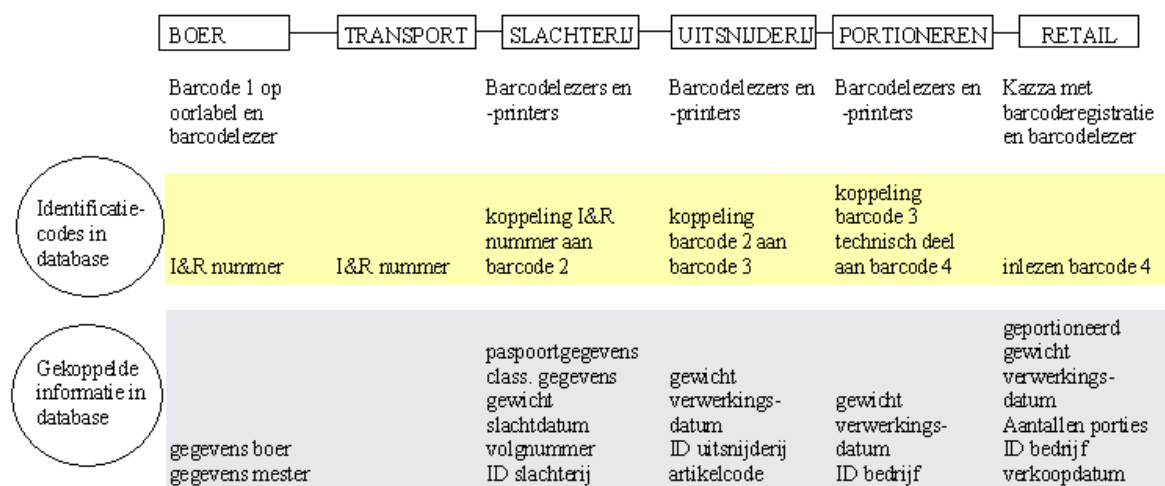 BOER
TRANSPORT
SLACHTERIJ
UITSNIJDERIJ
PORTIONEREN
RETAIL
Barcode 1 op
oorlabel en
barcodelezer
Barcodelezers en
-printers
Barcodelezers en
-printers
Barcodelezers en
-printers
Kazza met
barcoderegistratie
en barcodelezer
Identificatie-
codes in
database
I&R nummer
I&R nummer
koppeling I&R
nummer aan
barcode 2
koppeling
barcode 2 aan
barcode 3
koppeling
barcode 3
technisch deel
aan barcode 4
inlezen barcode 4
Gekoppelde
informatie in
database
gegevens boer
gegevens mester
paspoortgegevens
class. gegevens
gewicht
slachtdatum
volgnummer
ID slachterij
gewicht
verwerkings-
datum
ID uitsnijderij
artikelcode
gewicht
verwerkings-
datum
ID bedrijf
geportioneerd
gewicht
verwerkings-
datum
Aantallen porties
ID bedrijf
verkoopdatum